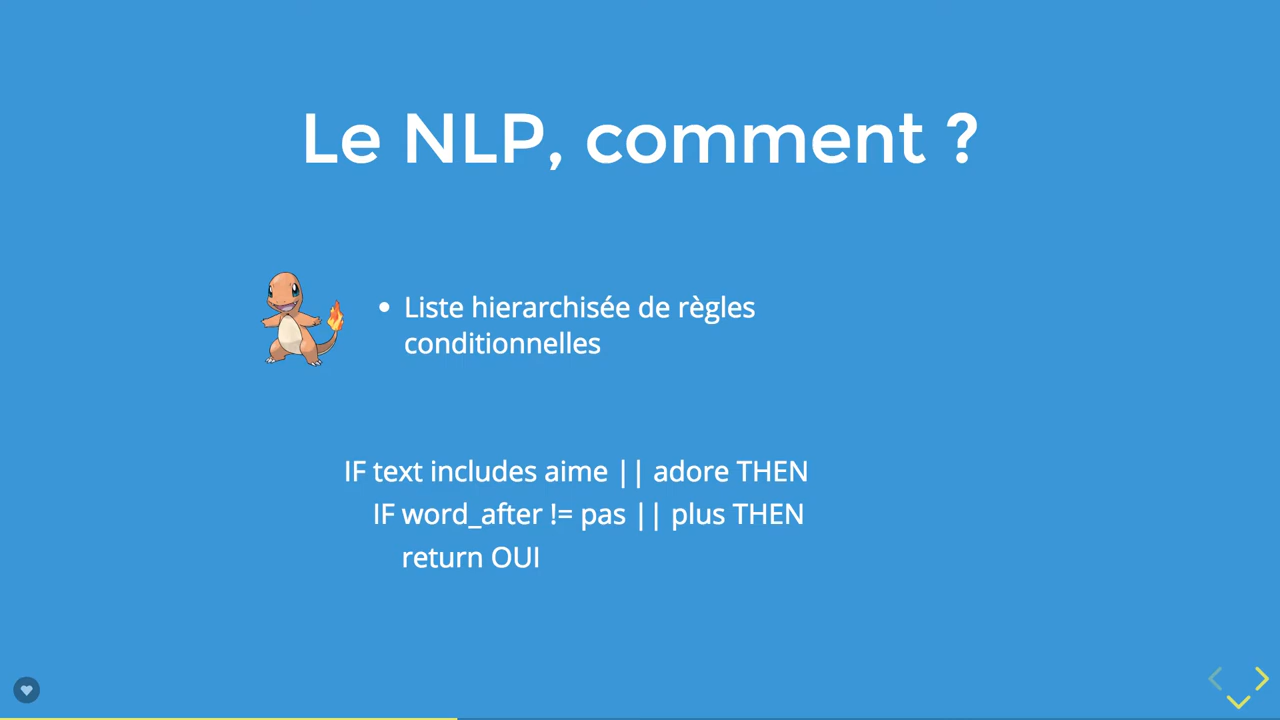 Le NLP, comment ?
• Liste hierarchisée de règles
conditionnelles
IF text includes aime || adore THEN
IF word_after != pas || plus THEN
return OUI